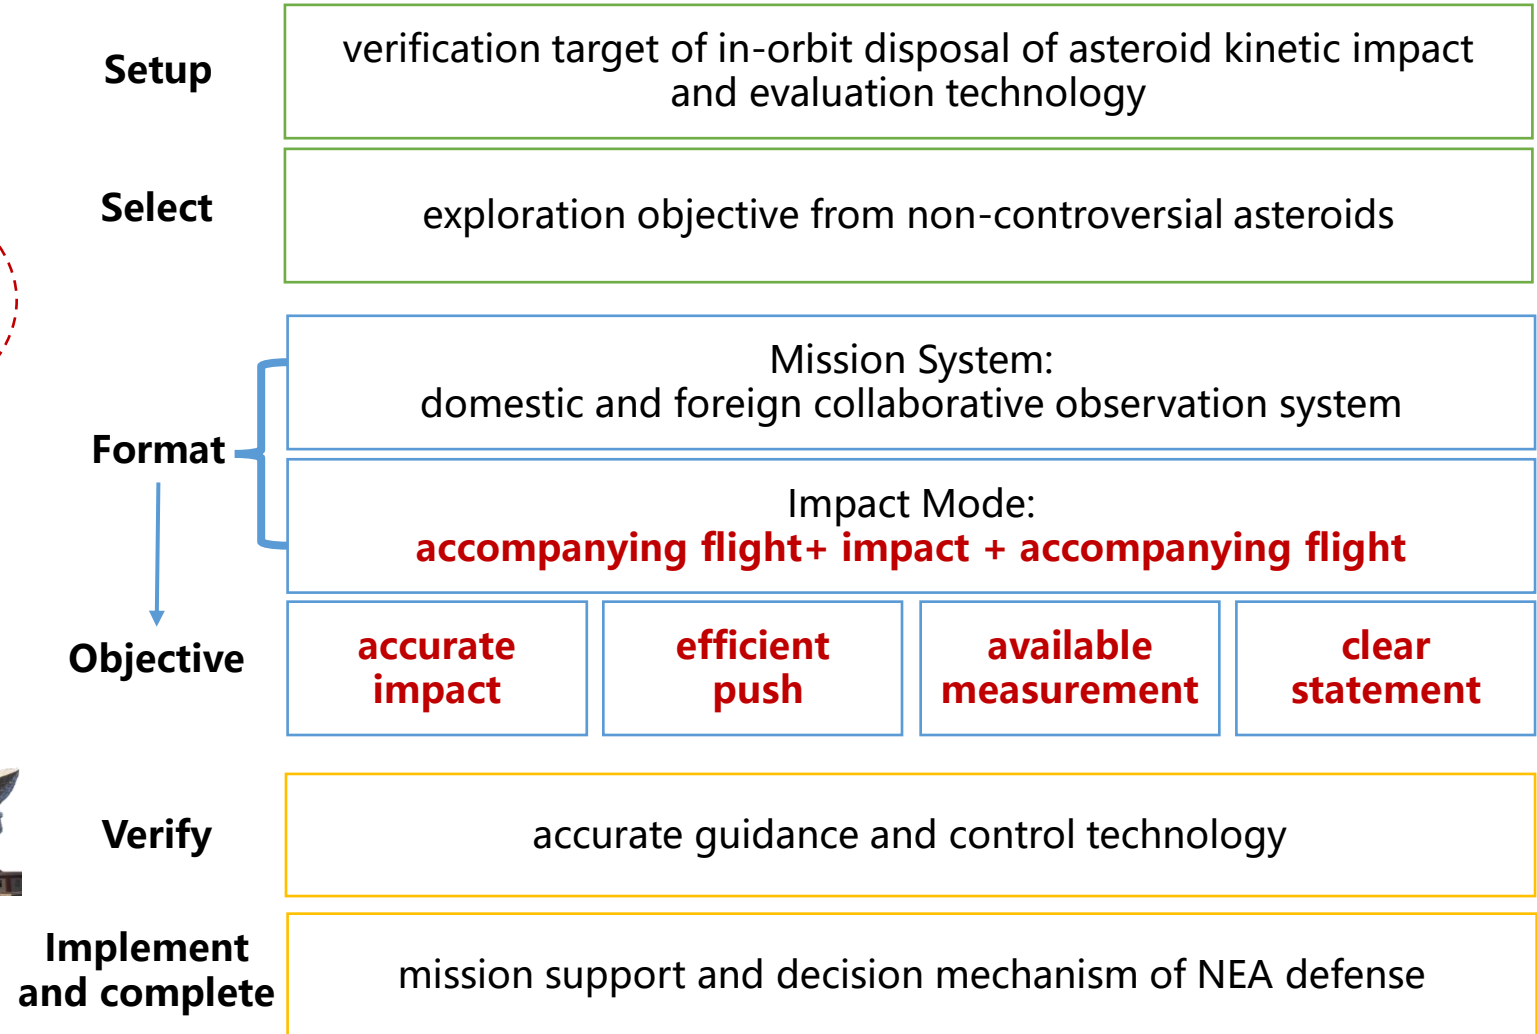 Setup
verification target of in-orbit disposal of asteroid kinetic impact
and evaluation technology
Select
exploration objective from non-controversial asteroids
Format
Mission System:
domestic and foreign collaborative observation system
Impact Mode:
accompanying flight+ impact + accompanying flight
Objective
accurate
impact
efficient
push
available
measurement
clear
statement
Verify
accurate guidance and control technology
Implement
and complete
mission support and decision mechanism of NEA defense